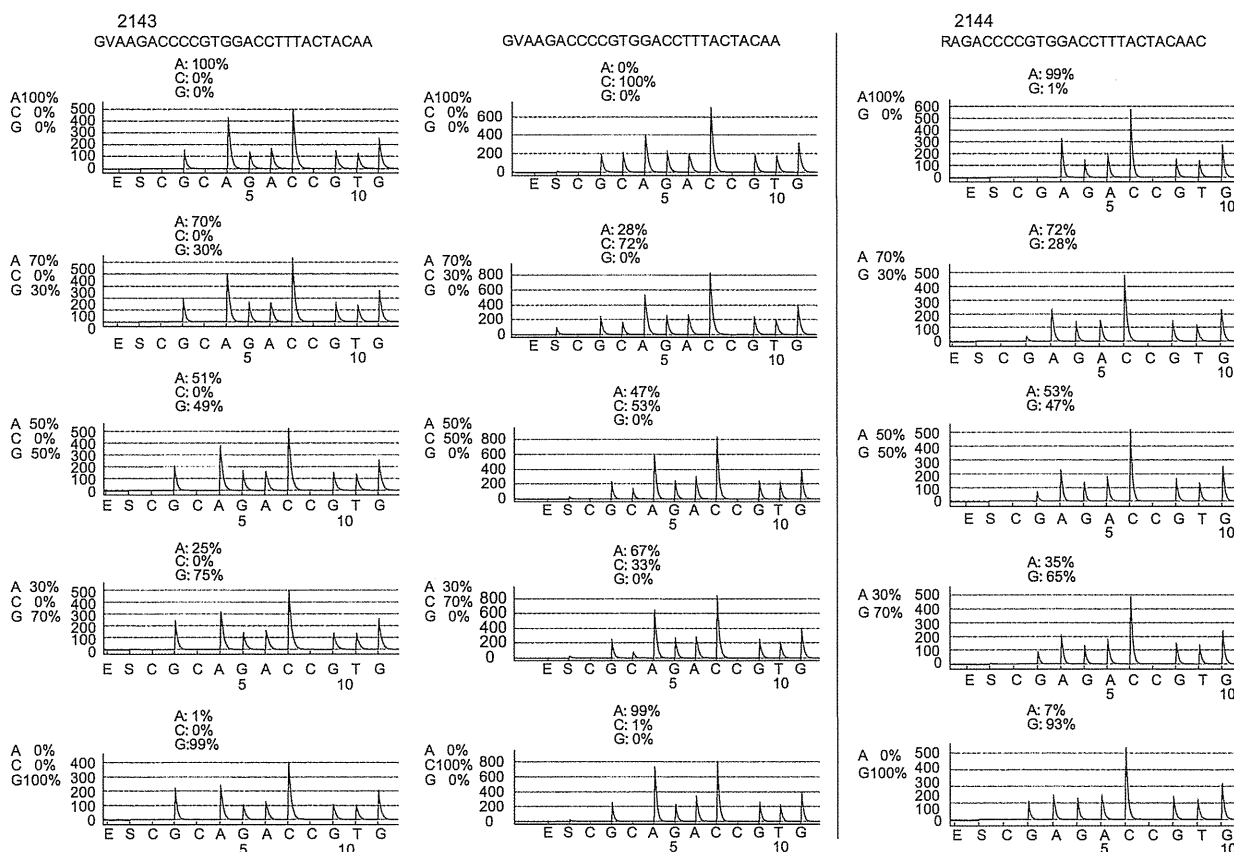 2143
GVAAGACCCCGTGGACCTTTACTACAA
A: 100%
C: 0%
G: 0%
A100%
C 0%
G 0%
500
400
300
200
100
0
E S C G C A G A C C G T G
5 10
A: 70%
C: 0%
G: 30%
A 70%
C 0%
G 30%
500
400
300
200
100
0
E S C G C A G A C C G T G
5 10
A: 51%
C: 0%
G: 49%
A 50%
C 0%
G 50%
500
400
300
200
100
0
E S C G C A G A C C G T G
5 10
A: 25%
C: 0%
G: 75%
A 30%
C 0%
G 70%
500
400
300
200
100
0
E S C G C A G A C C G T G
5 10
A: 1%
C: 0%
G:99%
A 0%
C 0%
G100%
400
300
200
100
0
E S C G C A G A C C G T G
5 10
GVAAGACCCCGTGGACCTTTACTACAA
A: 0%
C: 100%
G: 0%
600
400
200
0
E S C G C A G A C C G T G
5 10
A: 28%
C: 72%
G: 0%
A 70%
C 30%
G 0%
800
600
400
200
0
E S C G C A G A C C G T G
5 10
A: 47%
C: 53%
G: 0%
A 50%
C 50%
G 0%
800
600
400
200
0
E S C G C A G A C C G T G
5 10
A: 67%
C: 33%
G: 0%
A 30%
C 70%
G 0%
800
600
400
200
0
E S C G C A G A C C G T G
5 10
A: 99%
C: 1%
G: 0%
A 0%
C100%
G 0%
800
600
400
200
0
E S C G C A G A C C G T G
5 10
2144
RAGACCCCGTGGACCTTTACTACAAC
A: 99%
G: 1%
A100%
G 0%
600
500
400
300
200
100
0
E S C G A G A C C G T G
5 10
A: 72%
G: 28%
A 70%
G 30%
500
400
300
200
100
0
E S C G A G A C C G T G
5 10
A: 53%
G: 47%
A 50%
G 50%
500
400
300
200
100
0
E S C G A G A C C G T G
5 10
A: 35%
G: 65%
A 30%
G 70%
500
400
300
200
100
0
E S C G A G A C C G T G
5 10
A: 7%
G: 93%
A 0%
G100%
500
400
300
200
100
0
E S C G A G A C C G T G
5 10